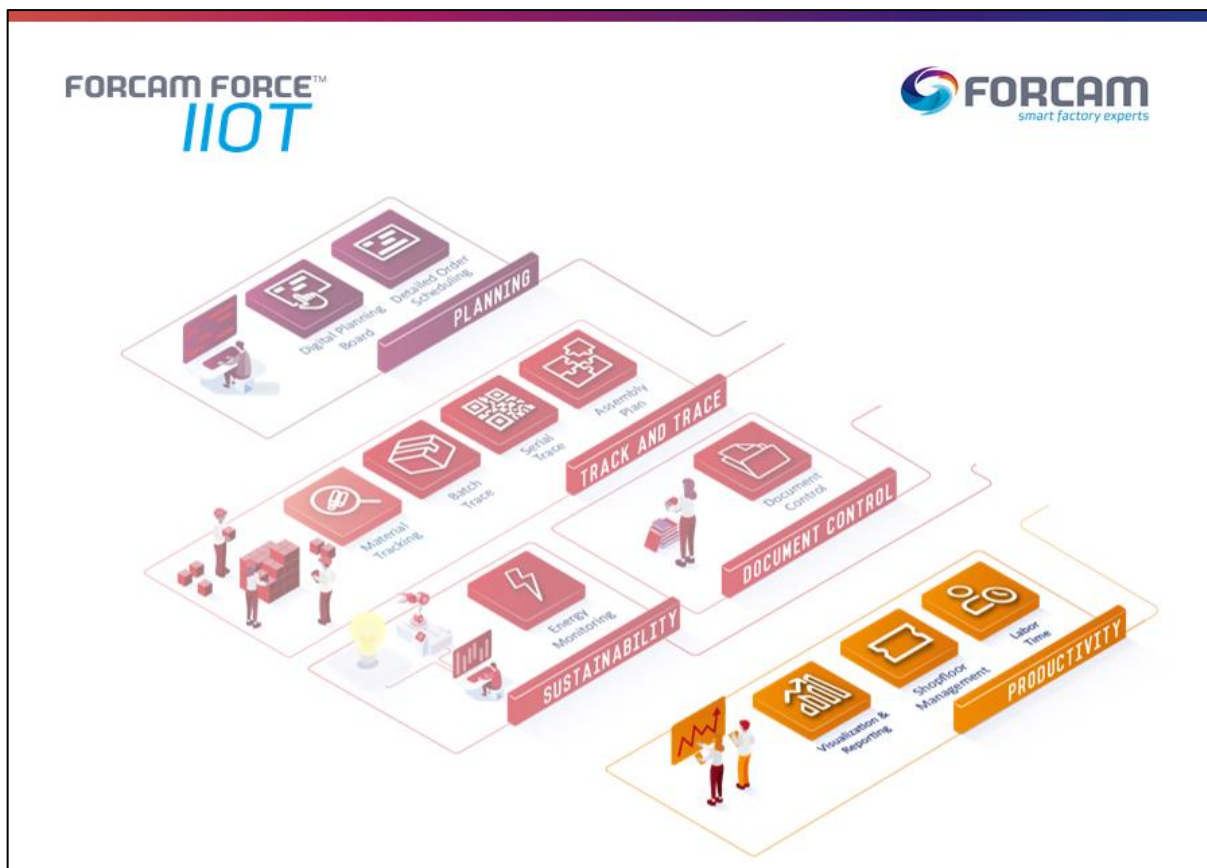 FORCAM FORCE™
IIOT
FORCAM
smart factory experts
Detailed Order
Scheduling
Digital Planning
Board
PLANNING
Assembly
Plan
Serial
Trace
Batch
Trace
Material
Tracking
TRACK AND TRACE
Document
Control
DOCUMENT CONTROL
Energy
Monitoring
SUSTAINABILITY
Labor
Time
Shopfloor
Management
Visualization &
Reporting
PRODUCTIVITY